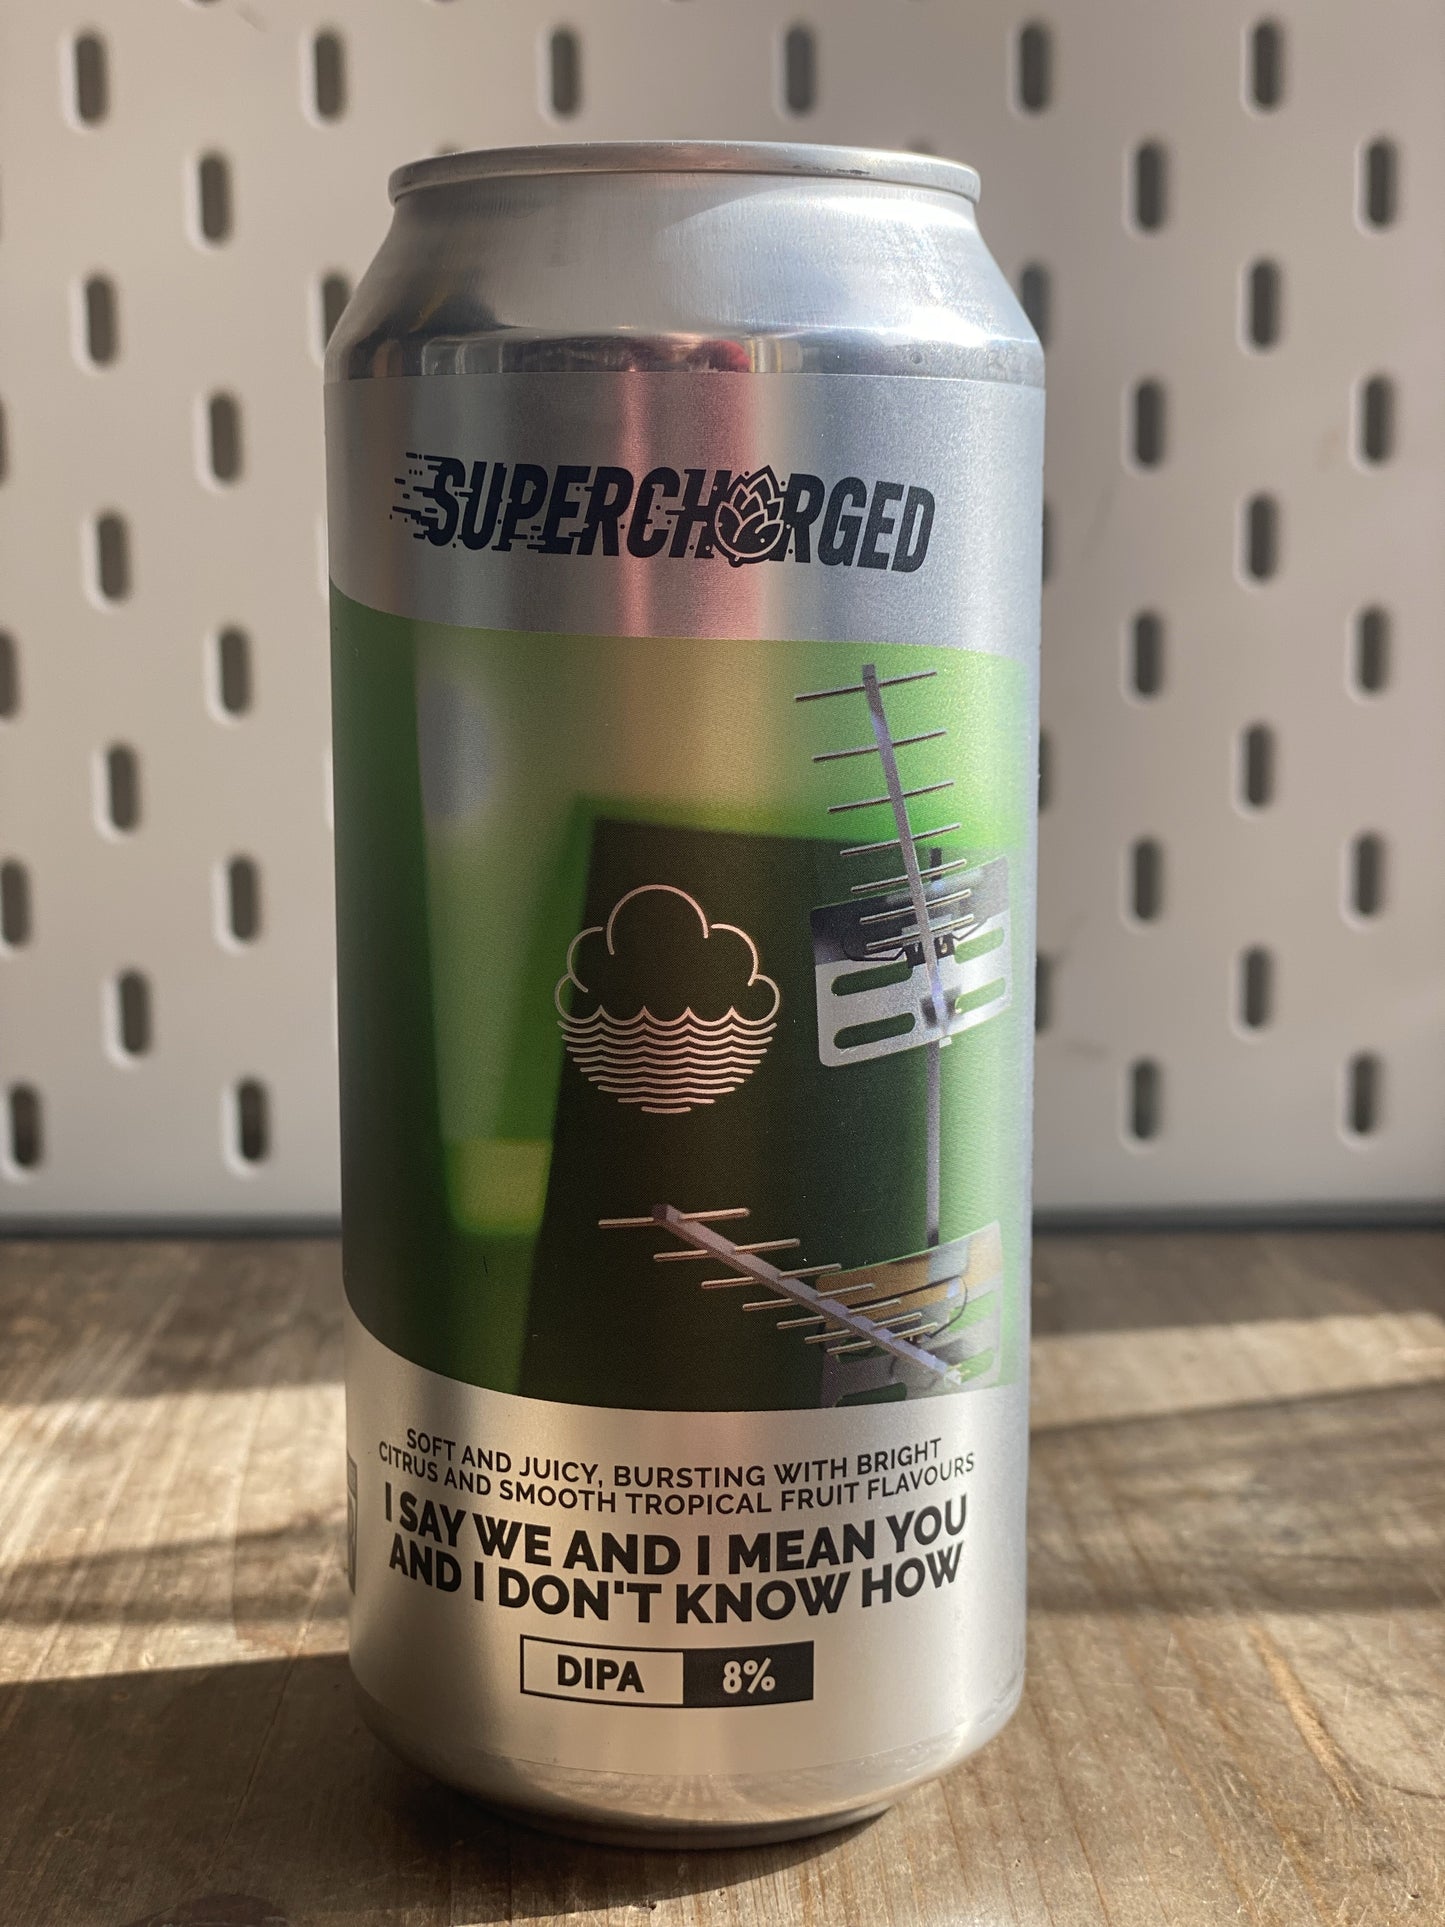 SUPERCHARGED
SOFT AND JUICY, BURSTING WITH BRIGHT
CITRUS AND SMOOTH TROPICAL FRUIT FLAVOURS
I SAY WE AND I MEAN YOU
AND I DON'T KNOW HOW
DIPA 8%